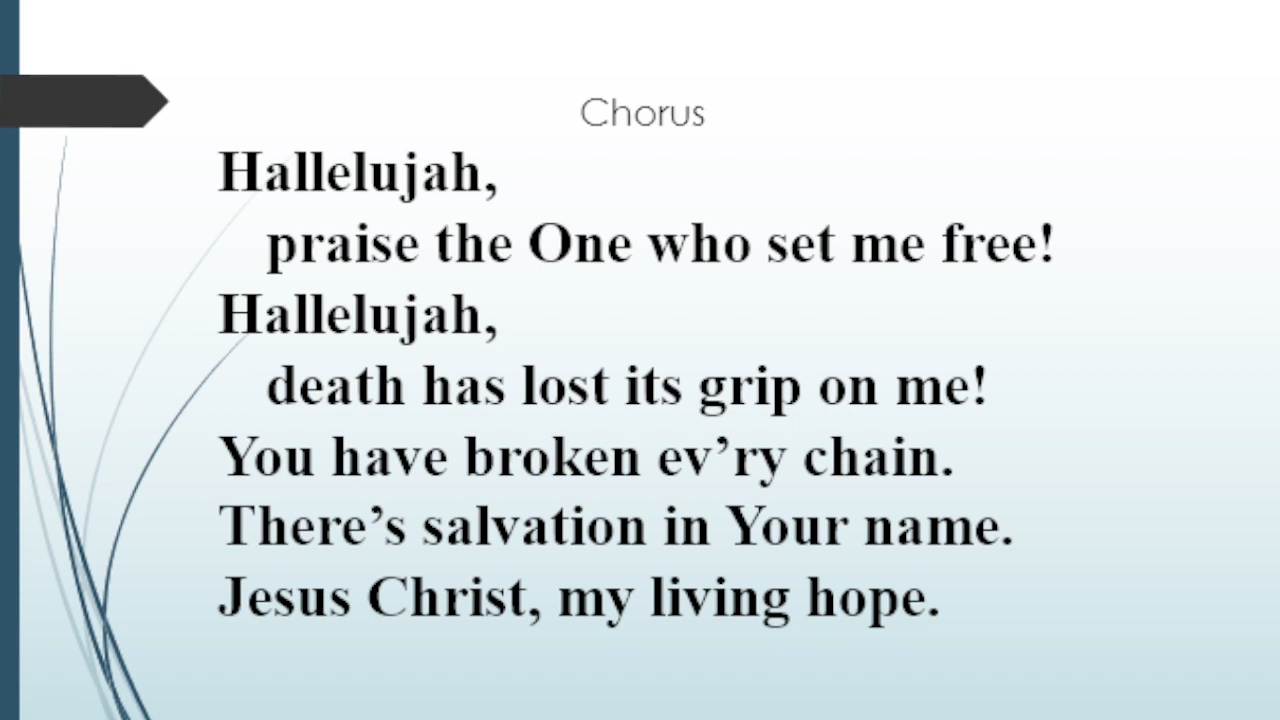 Chorus
Hallelujah,
praise the One who set me free!
Hallelujah,
death has lost its grip on me!
You have broken ev’ry chain.
There’s salvation in Your name.
Jesus Christ, my living hope.